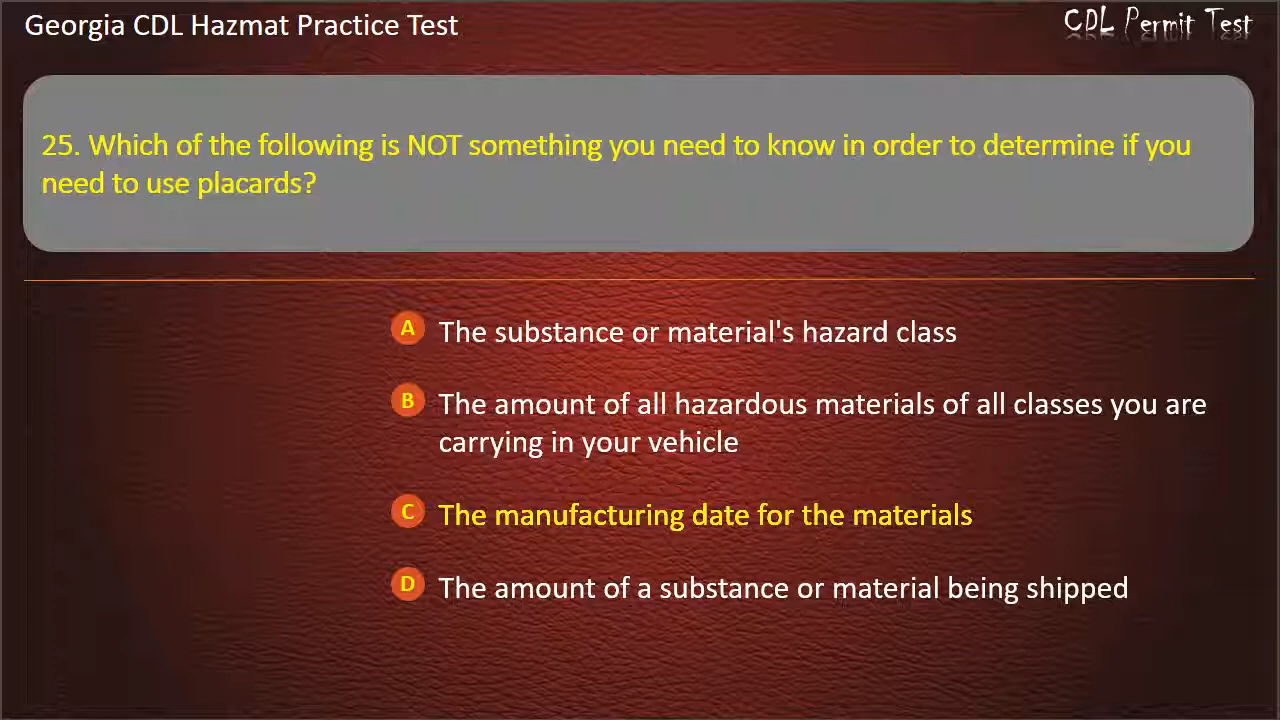 Georgia CDL Hazmat Practice Test
CDL Permit Test
25. Which of the following is NOT something you need to know in order to determine if you
need to use placards?
A The substance or material's hazard class
B The amount of all hazardous materials of all classes you are
carrying in your vehicle
C The manufacturing date for the materials
D The amount of a substance or material being shipped